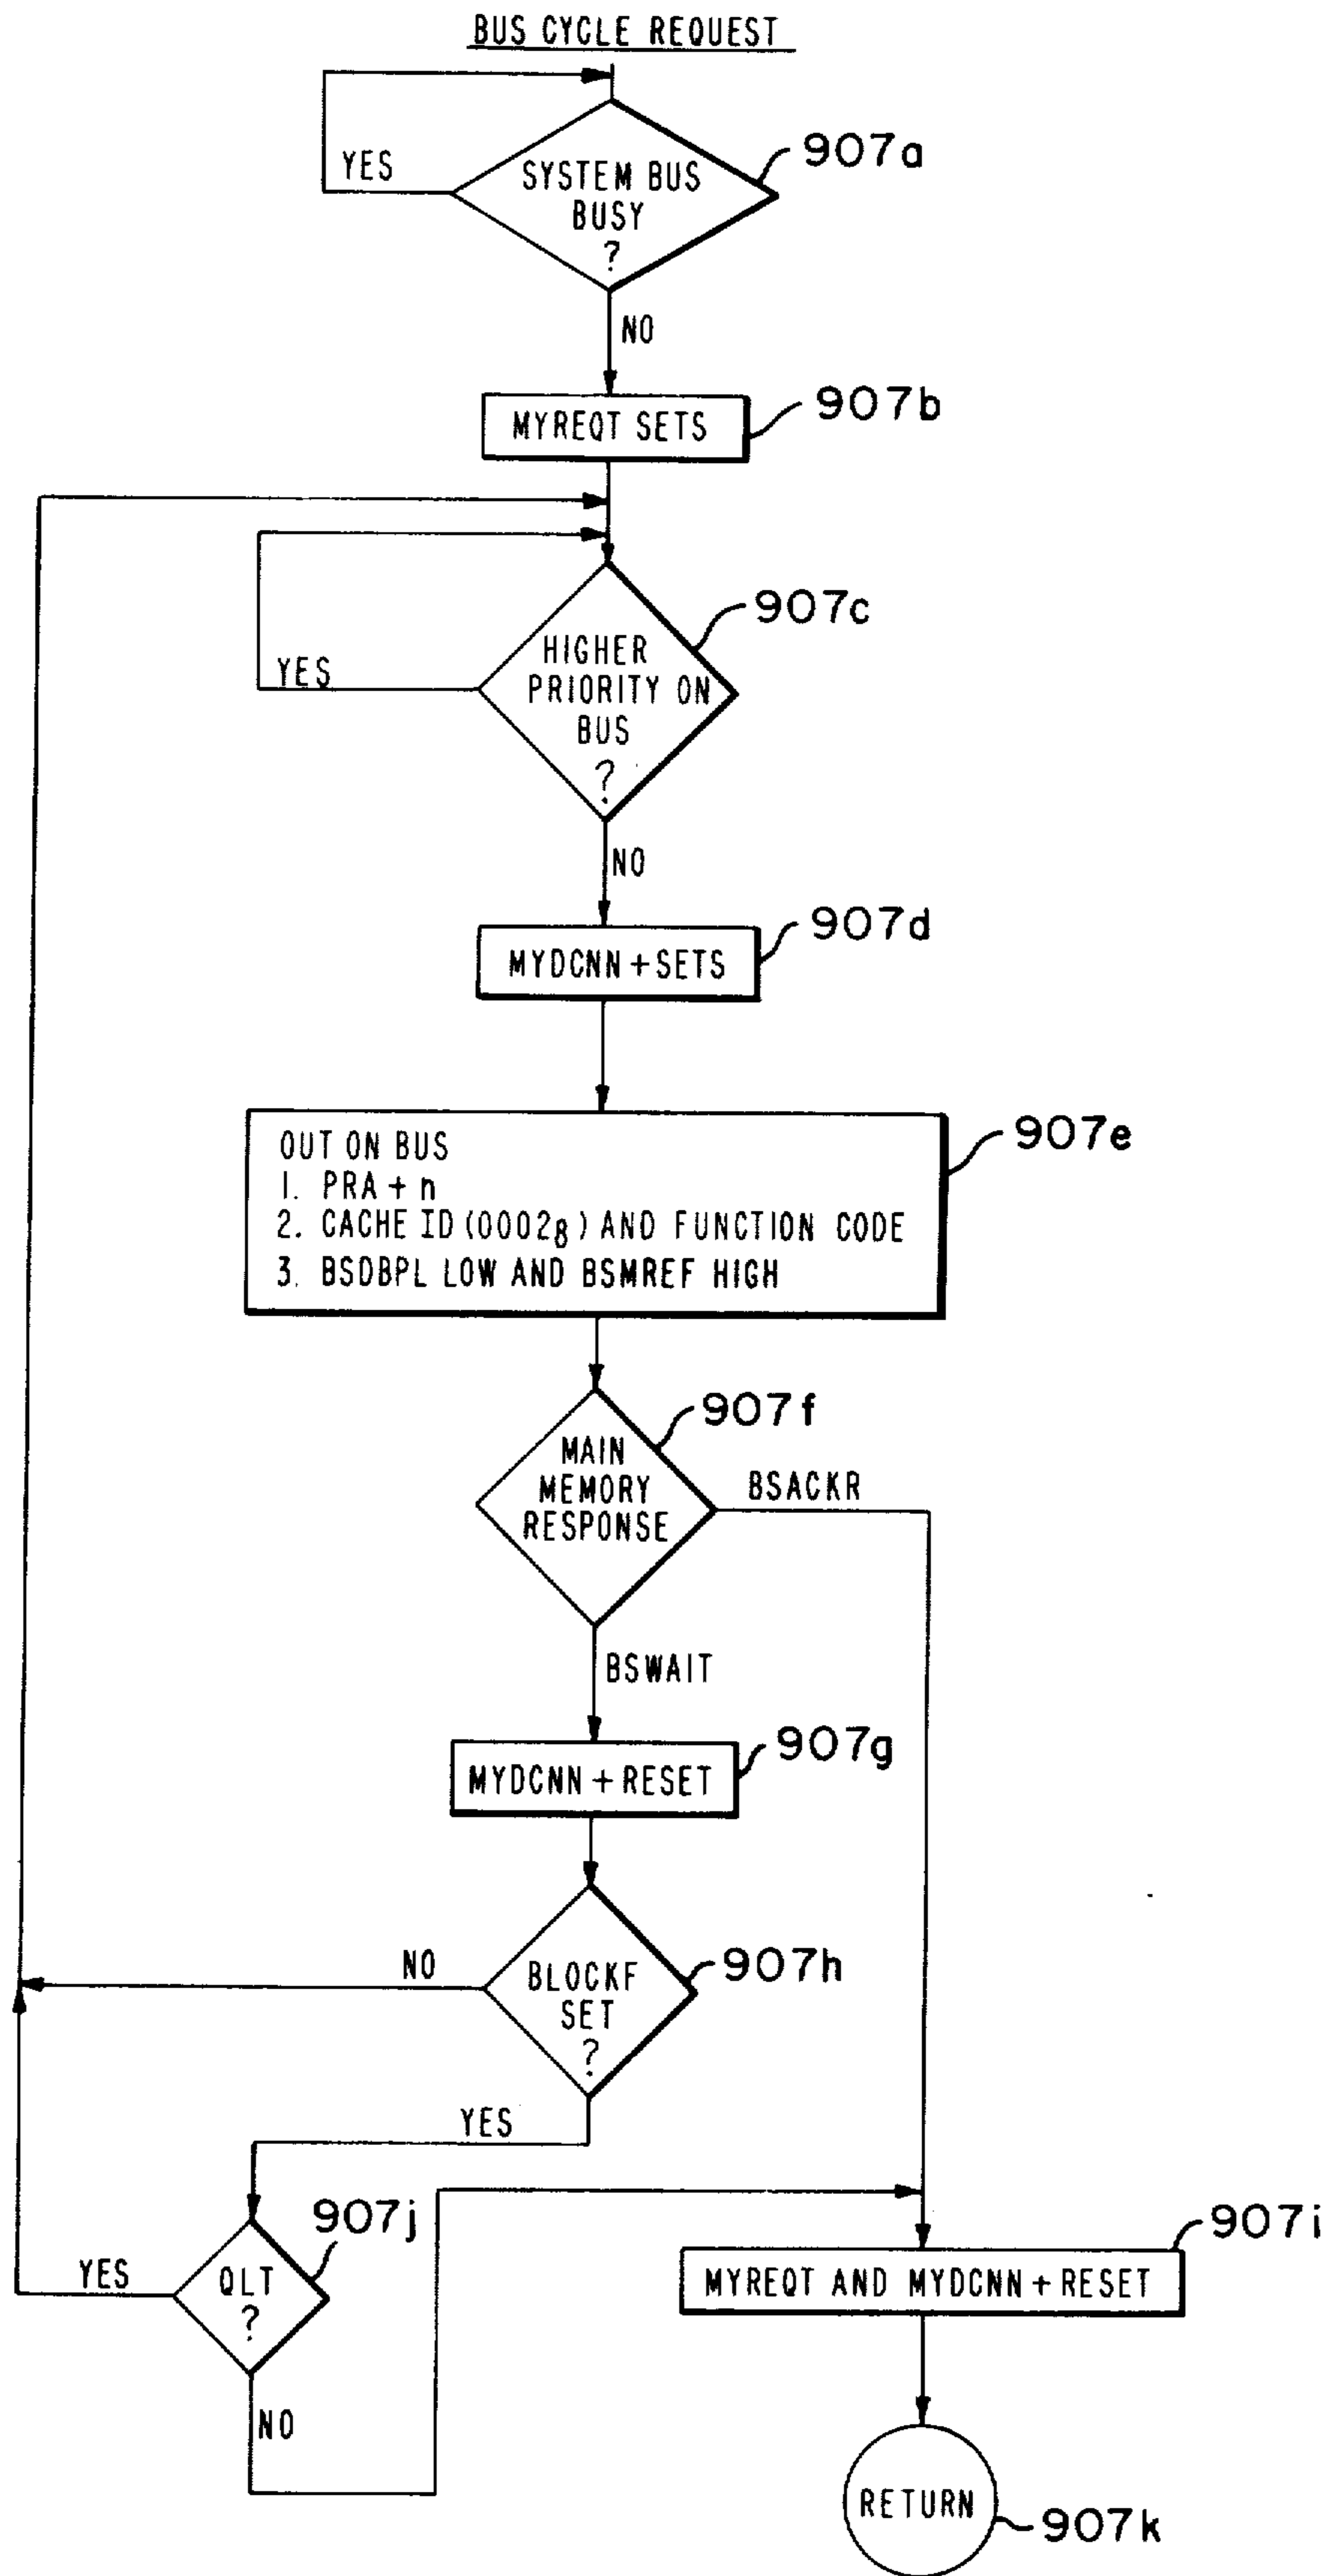 BUS CYCLE REQUEST
YES
SYSTEM BUS
BUSY
?
907a
NO
MYREQT SETS
907b
HIGHER
PRIORITY ON
BUS
?
907c
YES
NO
MYDCNN + SETS
907d
OUT ON BUS
1. PRA + n
2. CACHE ID (0002₈) AND FUNCTION CODE
3. BSDBPL LOW AND BSMREF HIGH
907e
MAIN
MEMORY
RESPONSE
907f
BSACKR
BSWAIT
MYDCNN + RESET
907g
NO
BLOCKF
SET
?
907h
YES
QLT
?
907j
YES
NO
MYREQT AND MYDCNN + RESET
907i
RETURN
907k